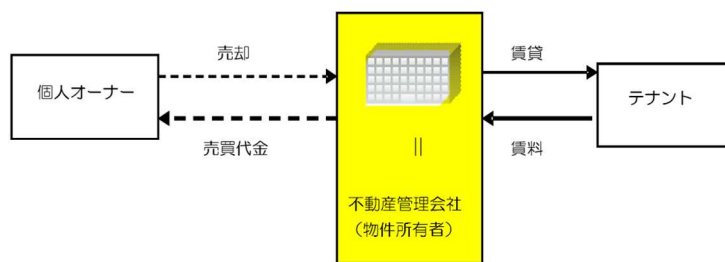 売却
個人オーナー
売買代金
||
不動産管理会社
（物件所有者）
賃貸
賃料
テナント